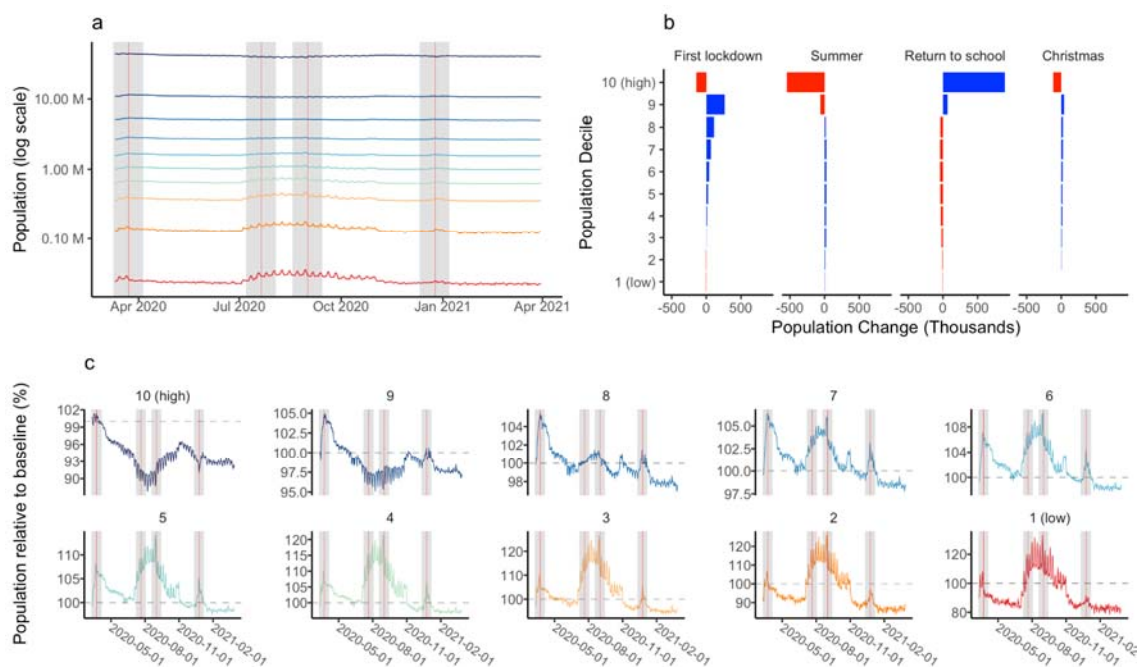 a
Population (log scale)
10.00 M
1.00 M
0.10 M
Apr 2020 Jul 2020 Oct 2020 Jan 2021 Apr 2021
b
First lockdown Summer Return to school Christmas
Population Decile
10 (high)
9
8
7
6
5
4
3
2
1 (low)
-500 0 500 -500 0 500 -500 0 500 -500 0 500
Population Change (Thousands)
c
Population relative to baseline (%)
10 (high) 9 8 7 6
102
99
96
93
90
105.0
102.5
100.0
97.5
95.0
104
102
100
98
105.0
102.5
100.0
97.5
108
104
100
5 4 3 2 1 (low)
110
105
100
120
115
110
105
100
120
110
100
120
110
100
90
120
100
80
2020-05-01 2020-08-01 2020-11-01 2021-02-01
2020-05-01 2020-08-01 2020-11-01 2021-02-01
2020-05-01 2020-08-01 2020-11-01 2021-02-01
2020-05-01 2020-08-01 2020-11-01 2021-02-01
2020-05-01 2020-08-01 2020-11-01 2021-02-01